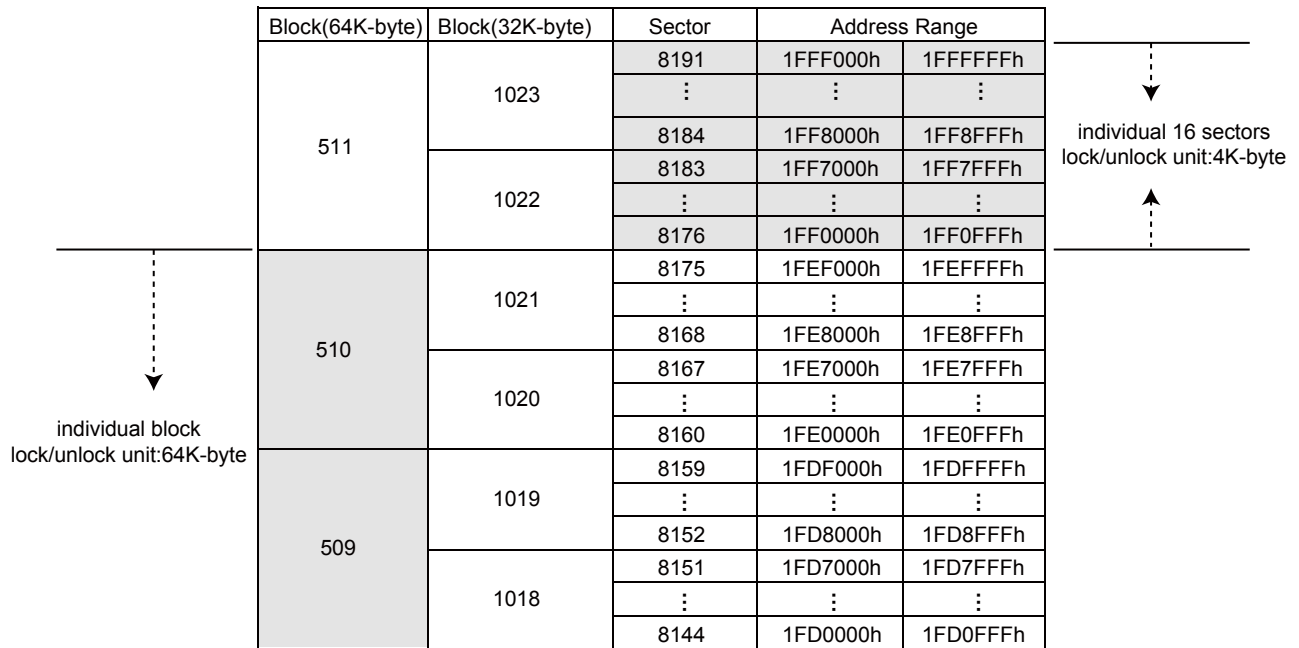 Block(64K-byte) Block(32K-byte) Sector Address Range
8191 1FFF000h 1FFFFFFh
1023 ⋮ ⋮ ⋮
8184 1FF8000h 1FF8FFFh
511
8183 1FF7000h 1FF7FFFh
1022 ⋮ ⋮ ⋮
8176 1FF0000h 1FF0FFFh
individual 16 sectors
lock/unlock unit:4K-byte
8175 1FEF000h 1FEFFFFh
1021 ⋮ ⋮ ⋮
8168 1FE8000h 1FE8FFFh
510
8167 1FE7000h 1FE7FFFh
1020 ⋮ ⋮ ⋮
8160 1FE0000h 1FE0FFFh
individual block
lock/unlock unit:64K-byte
8159 1FDF000h 1FDFFFFh
1019 ⋮ ⋮ ⋮
8152 1FD8000h 1FD8FFFh
509
8151 1FD7000h 1FD7FFFh
1018 ⋮ ⋮ ⋮
8144 1FD0000h 1FD0FFFh